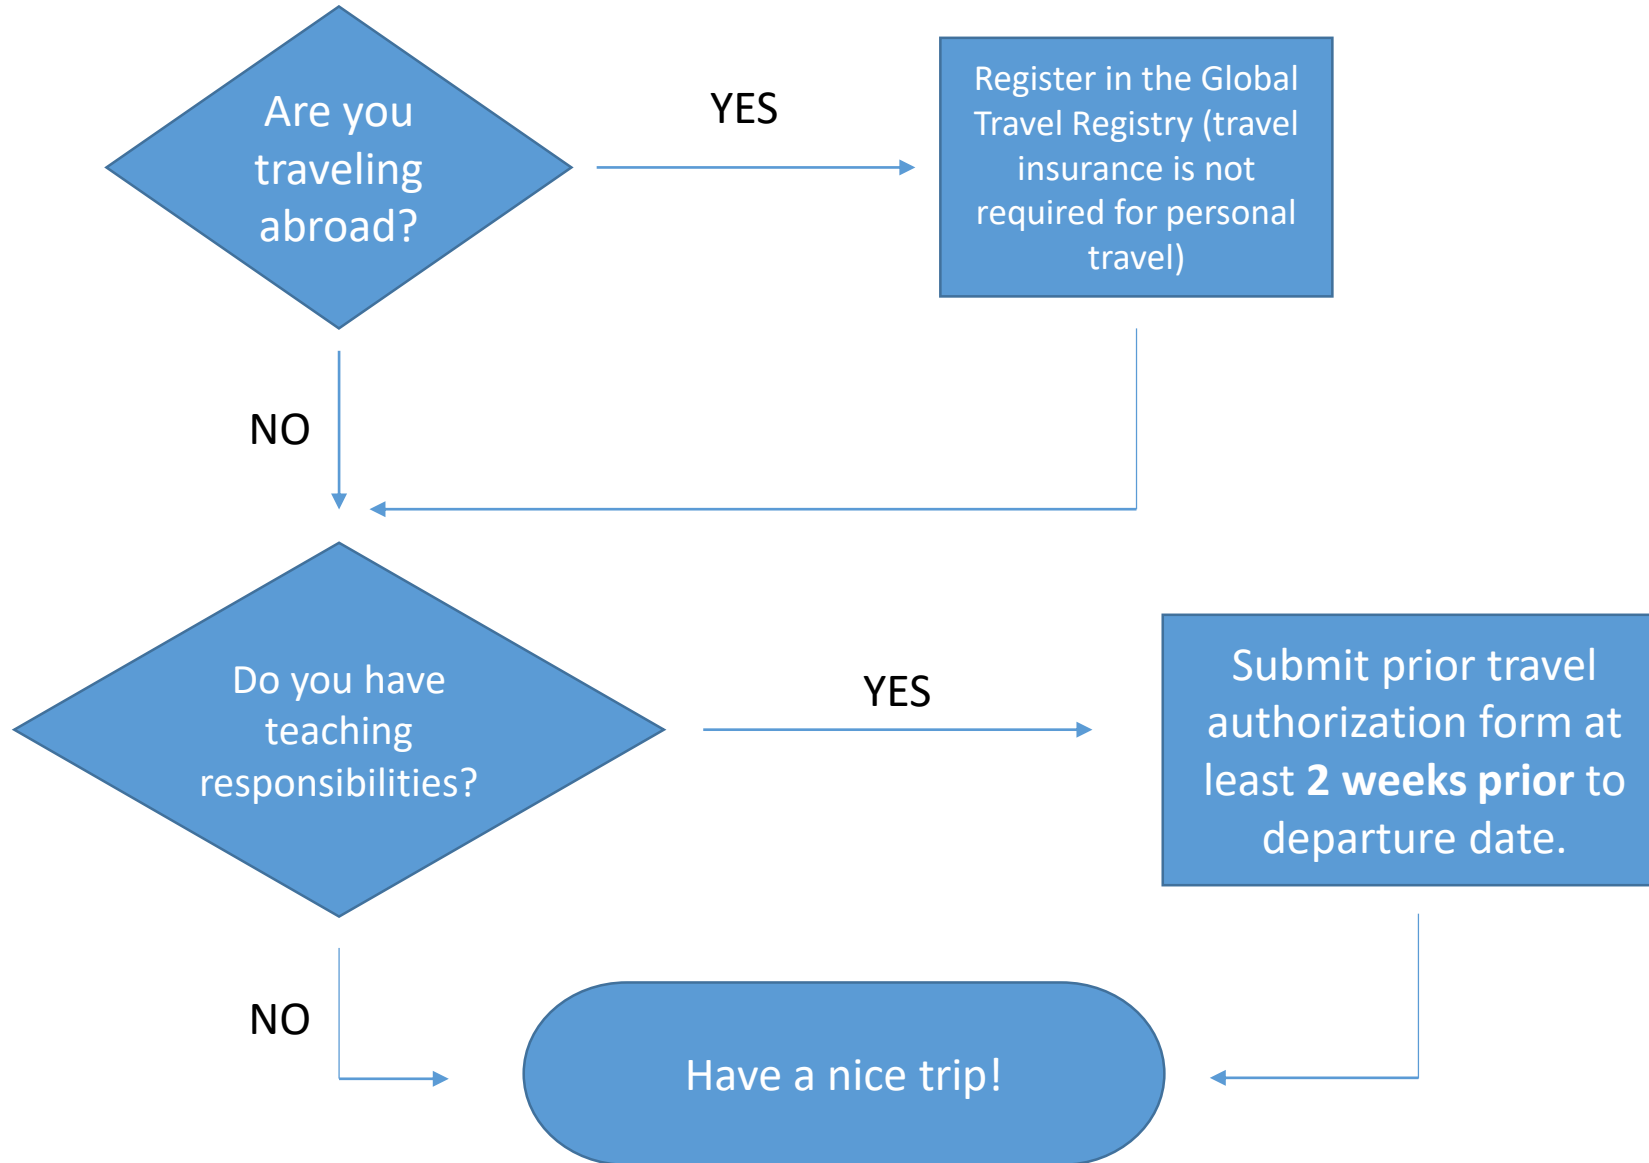 Are you
traveling
abroad?
YES
Register in the Global
Travel Registry (travel
insurance is not
required for personal
travel)
NO
Do you have
teaching
responsibilities?
YES
Submit prior travel
authorization form at
least 2 weeks prior to
departure date.
NO
Have a nice trip!